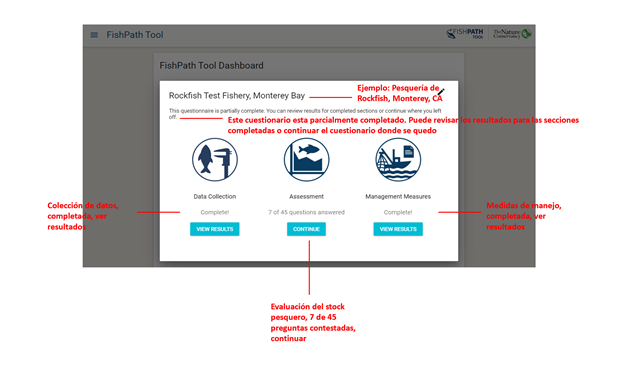 FishPath Tool
FISHPATH
TOOL
The Nature
Conservancy
FishPath Tool Dashboard
Rockfish Test Fishery, Monterey Bay
Ejemplo: Pesquería de
Rockfish, Monterey, CA
This questionnaire is partially complete. You can review results for completed sections or continue where you left
off.
Este cuestionario esta parcialmente completado. Puede revisar los resultados para las secciones
completadas o continuar el cuestionario donde se quedo
Data Collection
Assessment
Management Measures
Complete!
7 of 45 questions answered
Complete!
VIEW RESULTS
CONTINUE
VIEW RESULTS
Colección de datos,
completada, ver
resultados
Medidas de manejo,
completada, ver
resultados
Evaluación del stock
pesquero, 7 de 45
preguntas contestadas,
continuar